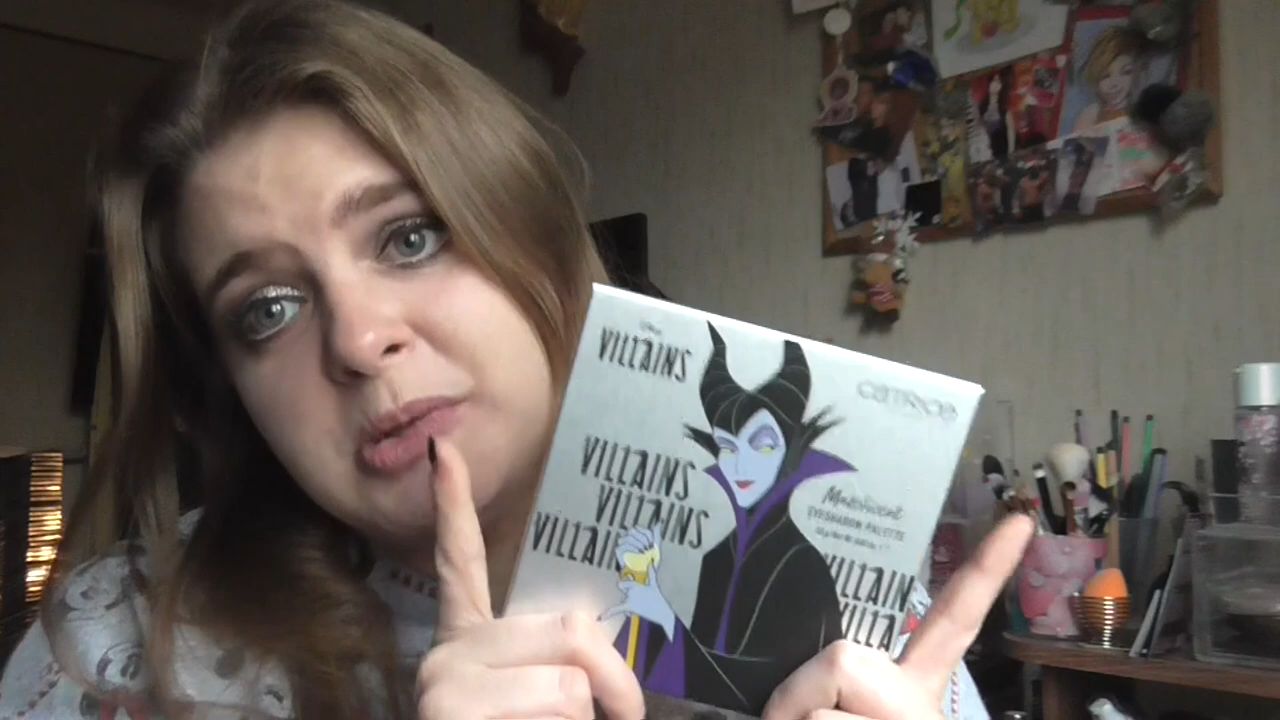 Disney
VILLAINS
CATRICE
VILLAINS
VILLAINS
VILLAIN
Maleficent
EYESHADOW PALETTE
VILLAIN
VILLA